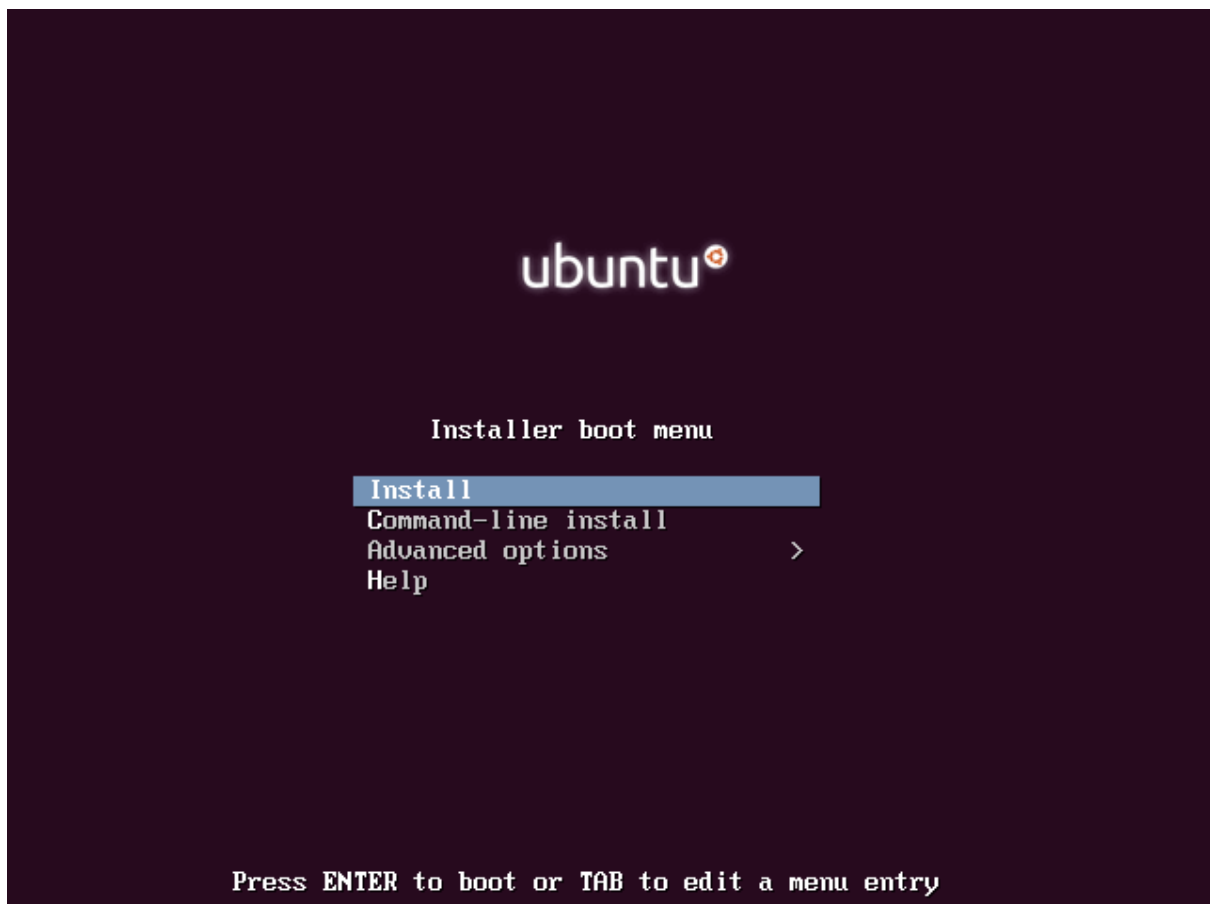 ubuntu
Installer boot menu
Install
Command-line install
Advanced options >
Help
Press ENTER to boot or TAB to edit a menu entry